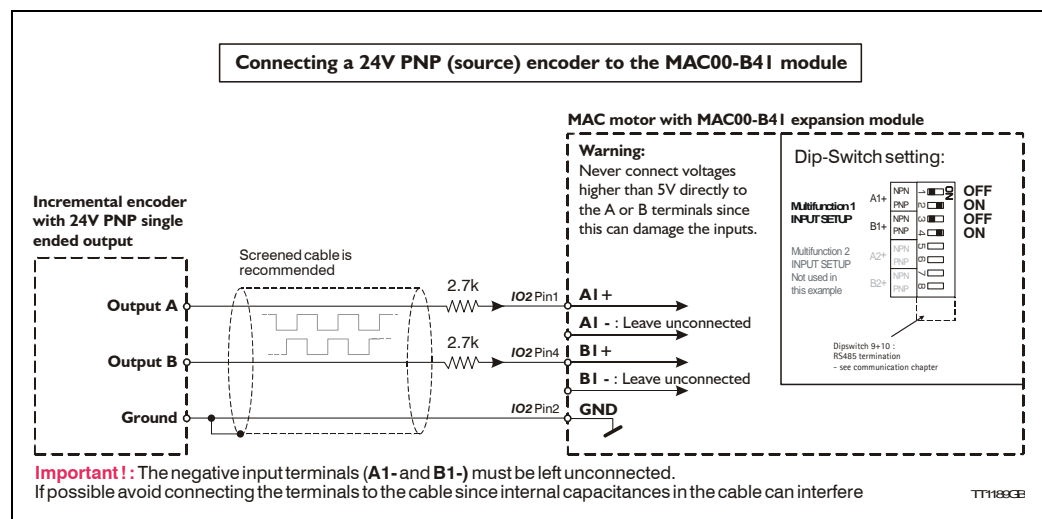 Connecting a 24V PNP (source) encoder to the MAC00-B41 module
MAC motor with MAC00-B41 expansion module
Warning:
Never connect voltages
higher than 5V directly to
the A or B terminals since
this can damage the inputs.
Dip-Switch setting:
Multifunction 1
INPUT SETUP
A1+
NPN
PNP
B1+
NPN
PNP
Multifunction 2
INPUT SETUP
Not used in
this example
A2+
NPN
PNP
B2+
NPN
PNP
1 2 3 4 5 6 7 8
ON
OFF
ON
OFF
ON
Dipswitch 9+10 :
RS485 termination
- see communication chapter
Incremental encoder
with 24V PNP single
ended output
Screened cable is
recommended
Output A
2.7k
IO2 Pin1
A1+
A1 - : Leave unconnected
Output B
2.7k
IO2 Pin4
B1+
B1 - : Leave unconnected
Ground
IO2 Pin2
GND
Important! : The negative input terminals (A1- and B1-) must be left unconnected.
If possible avoid connecting the terminals to the cable since internal capacitances in the cable can interfere
TT1189GB